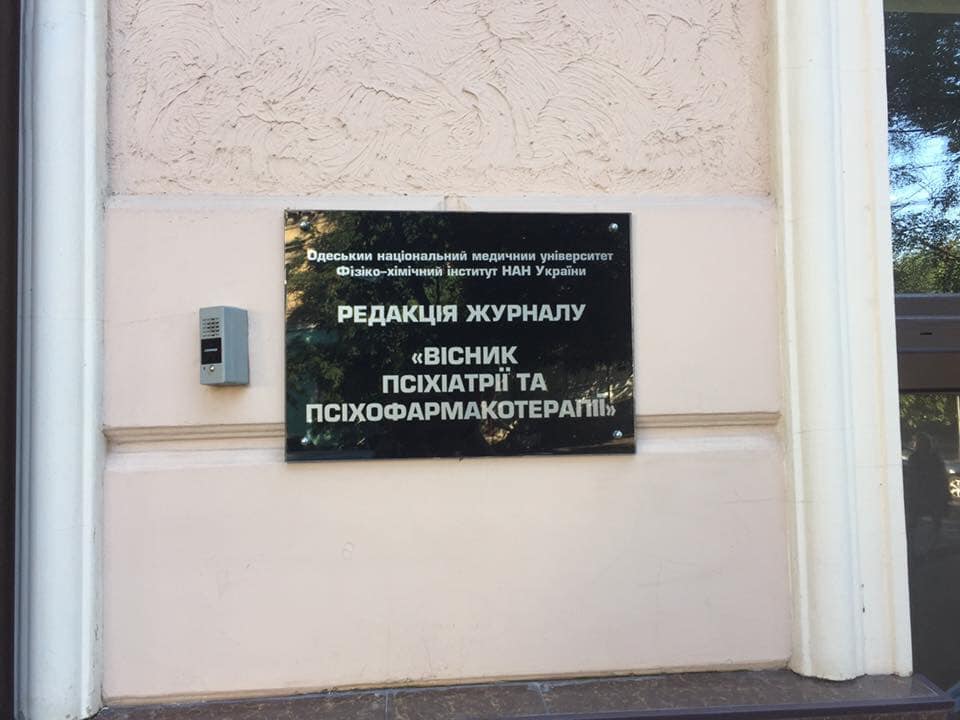 Одеський національний медичний університет
Фізико-хімічний інститут НАН України
РЕДАКЦІЯ ЖУРНАЛУ
«ВІСНИК
ПСІХІАТРІЇ ТА
ПСІХОФАРМАКОТЕРАПІЇ»